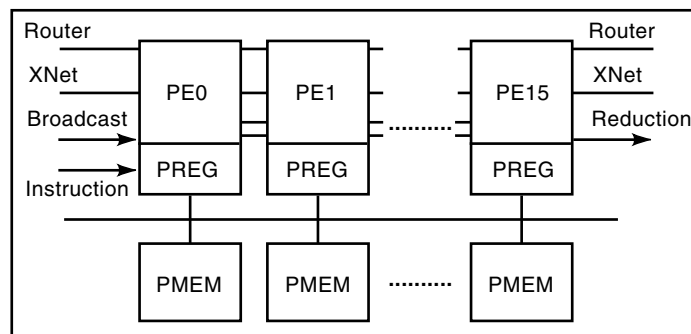 Router
Router
XNet
XNet
PE0
PE1
PE15
Broadcast
Reduction
PREG
PREG
PREG
Instruction
PMEM
PMEM
PMEM